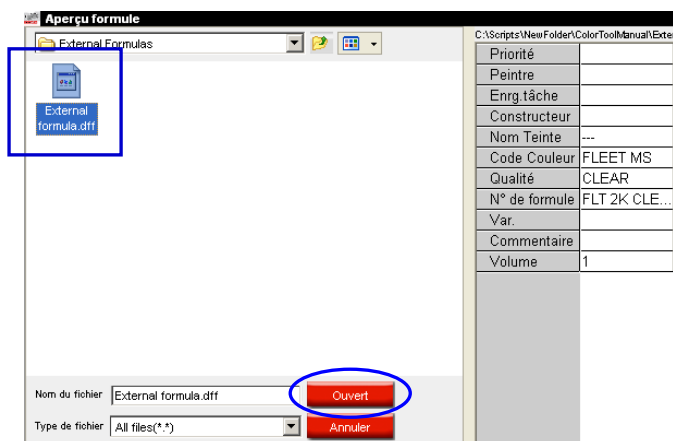 Aperçu formule
External Formulas
External
formula.dff
C:\Scripts\NewFolder\ColorToolManual\Exte
Priorité
Peintre
Enrg.tâche
Constructeur
Nom Teinte ---
Code Couleur FLEET MS
Qualité CLEAR
N° de formule FLT 2K CLE...
Var.
Commentaire
Volume 1
Nom du fichier External formula.dff Ouvert
Type de fichier All files(*.*) Annuler